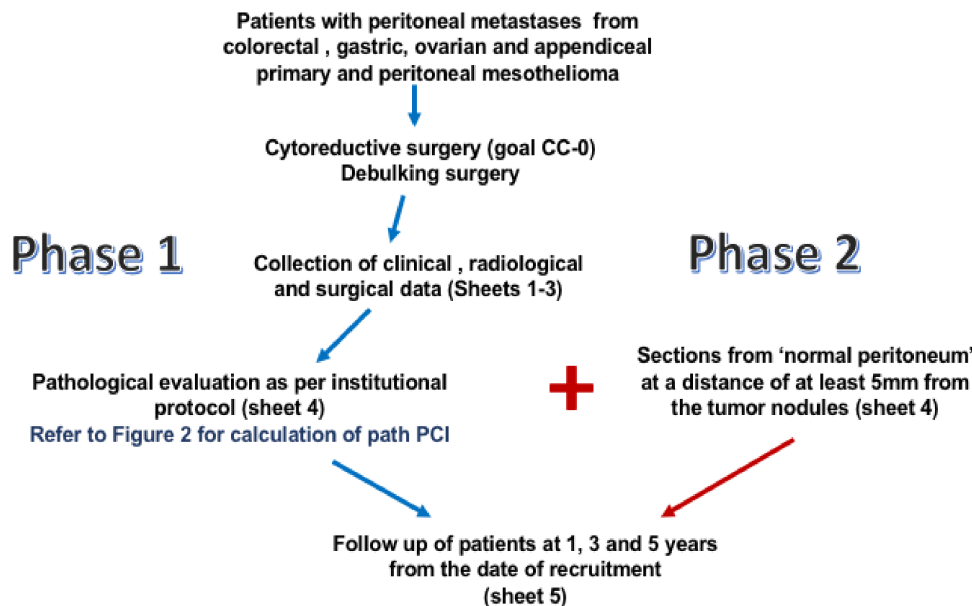 Patients with peritoneal metastases from
colorectal , gastric, ovarian and appendiceal
primary and peritoneal mesothelioma
Cytoreductive surgery (goal CC-0)
Debulking surgery
Phase 1
Phase 2
Collection of clinical , radiological
and surgical data (Sheets 1-3)
Pathological evaluation as per institutional
protocol (sheet 4)
Refer to Figure 2 for calculation of path PCI
+
Sections from ‘normal peritoneum’
at a distance of at least 5mm from
the tumor nodules (sheet 4)
Follow up of patients at 1, 3 and 5 years
from the date of recruitment
(sheet 5)